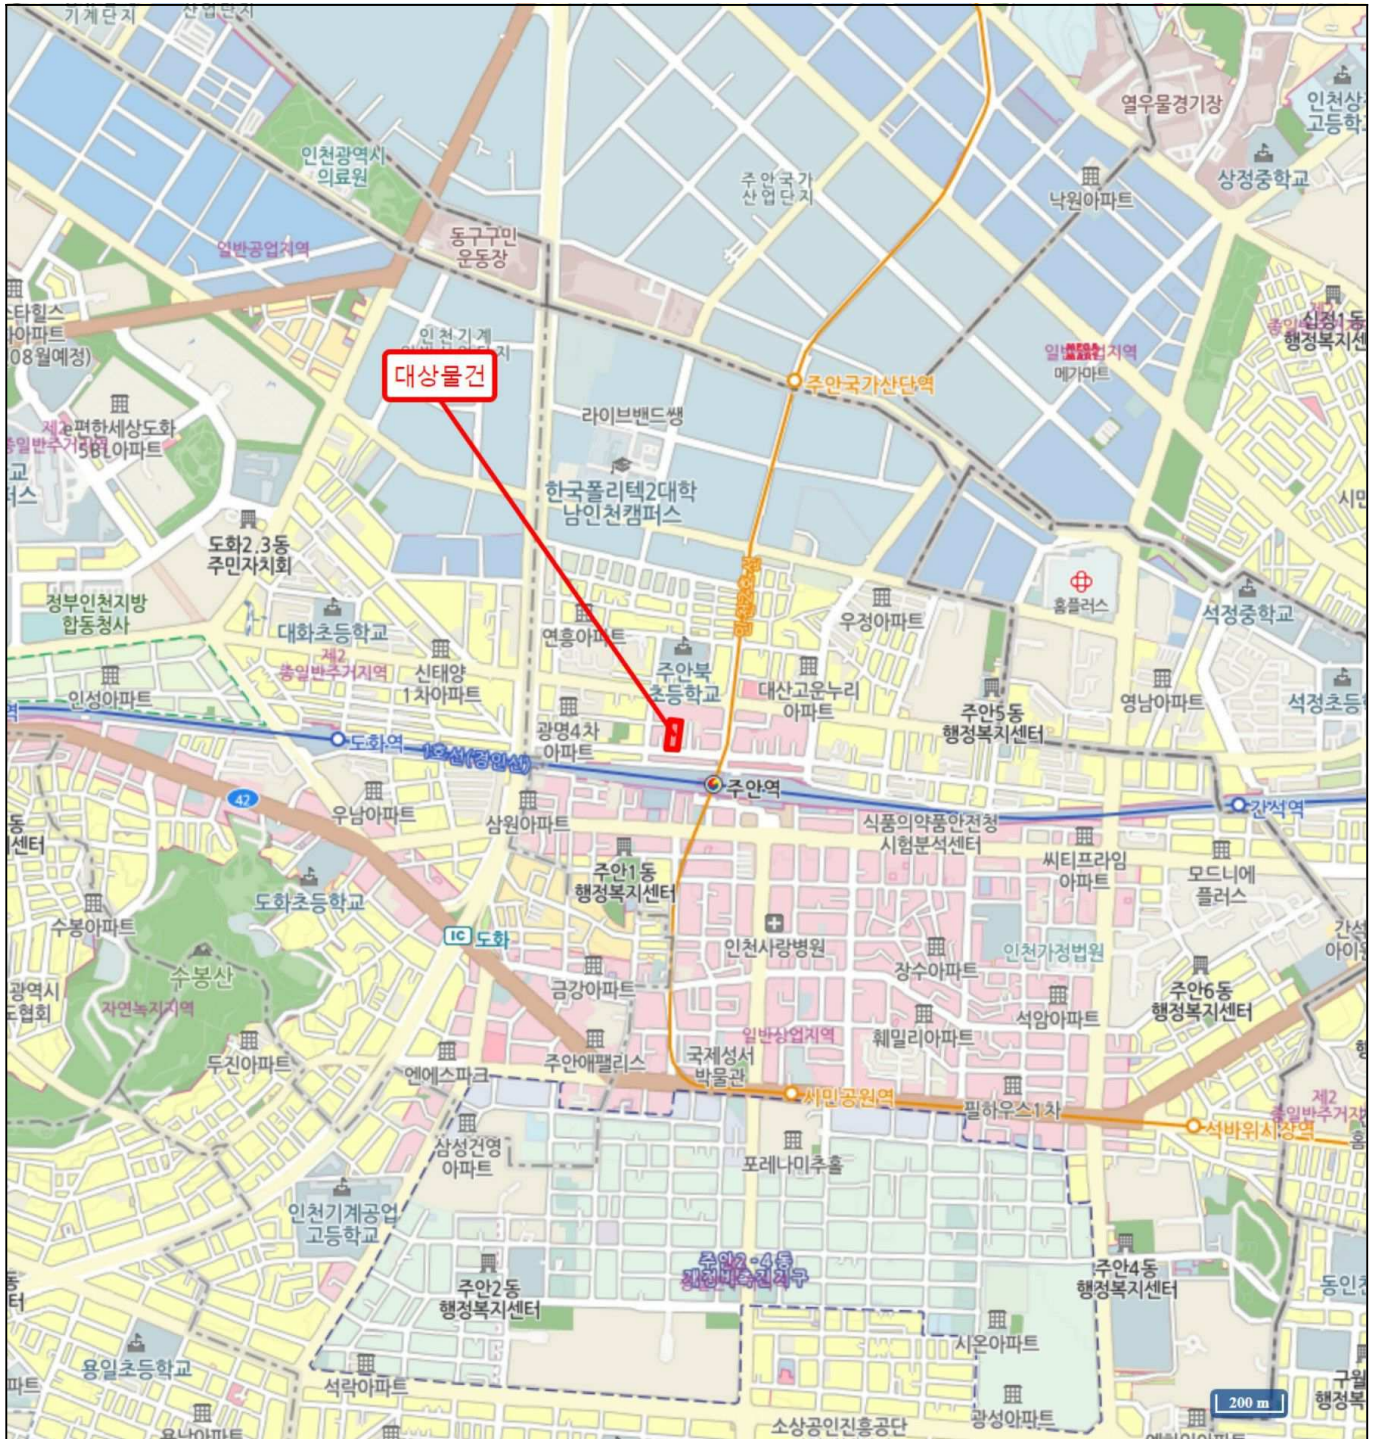 기계단지
산업단지
열우물경기장
인천상
고등학교
인천광역시
의료원
상정중학교
주안국가
산업단지
낙원아파트
동구구민
운동장
일반공업지역
스타힐스
아파트
08월예정)
인천기계
행정복지센
대상물건
MEGA
MART
메가마트
주안국가산단역
라이브밴드쌩
e편한세상도화
5BL아파트
한국폴리텍2대학
남인천캠퍼스
도화2.3동
주민자치회
홈플러스
정부인천지방
합동청사
석정중학교
대화초등학교
연흥아파트
우정아파트
제2
종일반주거지역
신태양
1차아파트
주안북
초등학교
대산고운누리
아파트
인성아파트
영남아파트
석정초등
주안5동
행정복지센터
광명4차
아파트
도화역
1호선(경인선)
주안역
간석역
42
우남아파트
삼원아파트
식품의약품안전청
시험분석센터
씨티프라임
아파트
모드니에
플러스
주안1동
행정복지센터
도화초등학교
수봉아파트
IC 도화
인천사랑병원
장수아파트
인천가정법원
수봉산
자연녹지지역
광역시
도협회
금강아파트
석암아파트
주안6동
행정복지센터
두진아파트
주안애팰리스
일반상업지역
훼밀리아파트
엔에스파크
국제성서
박물관
시민공원역
필하우스1차
석바위시장역
제2
종일반주거지
삼성건영
아파트
포레나미추홀
인천기계공업
고등학교
주안2동
행정복지센터
주안2·4동
주안4동
행정복지센터
동인천
시온아파트
용일초등학교
석락아파트
광성아파트
200 m
구월
행정복
소상공인진흥공단
용남아파트